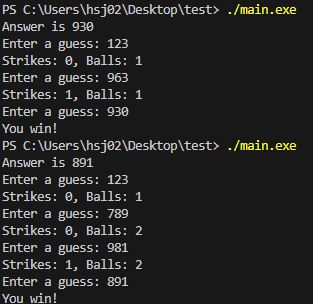 PS C:\Users\hsj02\Desktop\test> ./main.exe
Answer is 930
Enter a guess: 123
Strikes: 0, Balls: 1
Enter a guess: 963
Strikes: 1, Balls: 1
Enter a guess: 930
You win!
PS C:\Users\hsj02\Desktop\test> ./main.exe
Answer is 891
Enter a guess: 123
Strikes: 0, Balls: 1
Enter a guess: 789
Strikes: 0, Balls: 2
Enter a guess: 981
Strikes: 1, Balls: 2
Enter a guess: 891
You win!